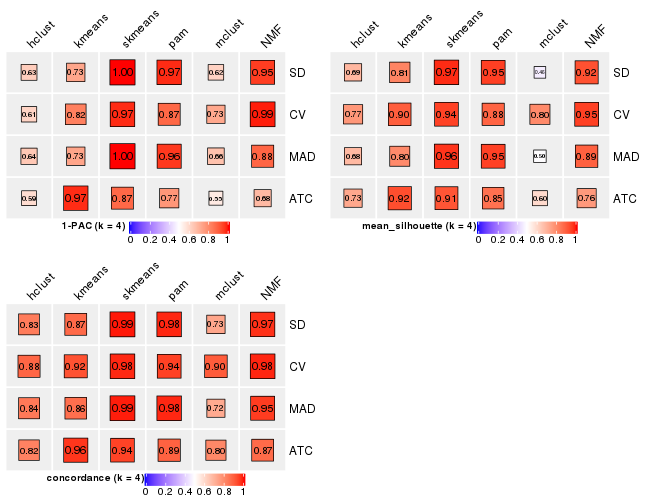 hclust kmeans skmeans pam mclust NMF
0.63 0.73 1.00 0.97 0.62 0.95 SD
0.61 0.82 0.97 0.87 0.73 0.99 CV
0.64 0.73 1.00 0.96 0.66 0.88 MAD
0.59 0.97 0.87 0.77 0.55 0.68 ATC
1-PAC (k = 4)
0 0.2 0.4 0.6 0.8 1
hclust kmeans skmeans pam mclust NMF
0.69 0.81 0.97 0.95 0.46 0.92 SD
0.77 0.90 0.94 0.88 0.80 0.95 CV
0.68 0.80 0.96 0.95 0.50 0.89 MAD
0.73 0.92 0.91 0.85 0.60 0.76 ATC
mean_silhouette (k = 4)
0 0.2 0.4 0.6 0.8 1
hclust kmeans skmeans pam mclust NMF
0.83 0.87 0.99 0.98 0.73 0.97 SD
0.88 0.92 0.98 0.94 0.90 0.98 CV
0.84 0.86 0.99 0.98 0.72 0.95 MAD
0.82 0.96 0.94 0.89 0.80 0.87 ATC
concordance (k = 4)
0 0.2 0.4 0.6 0.8 1